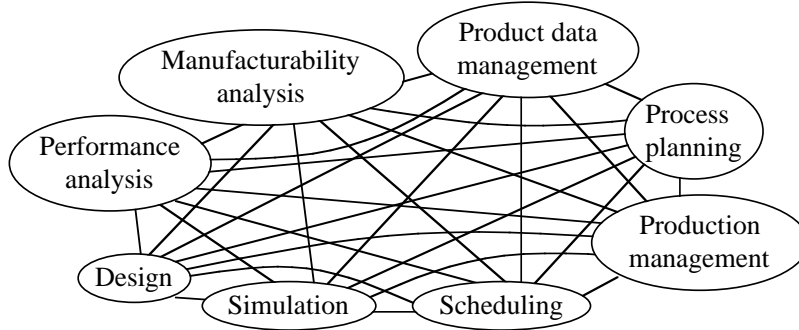 Product data
management
Manufacturability
analysis
Process
planning
Performance
analysis
Production
management
Design
Simulation
Scheduling